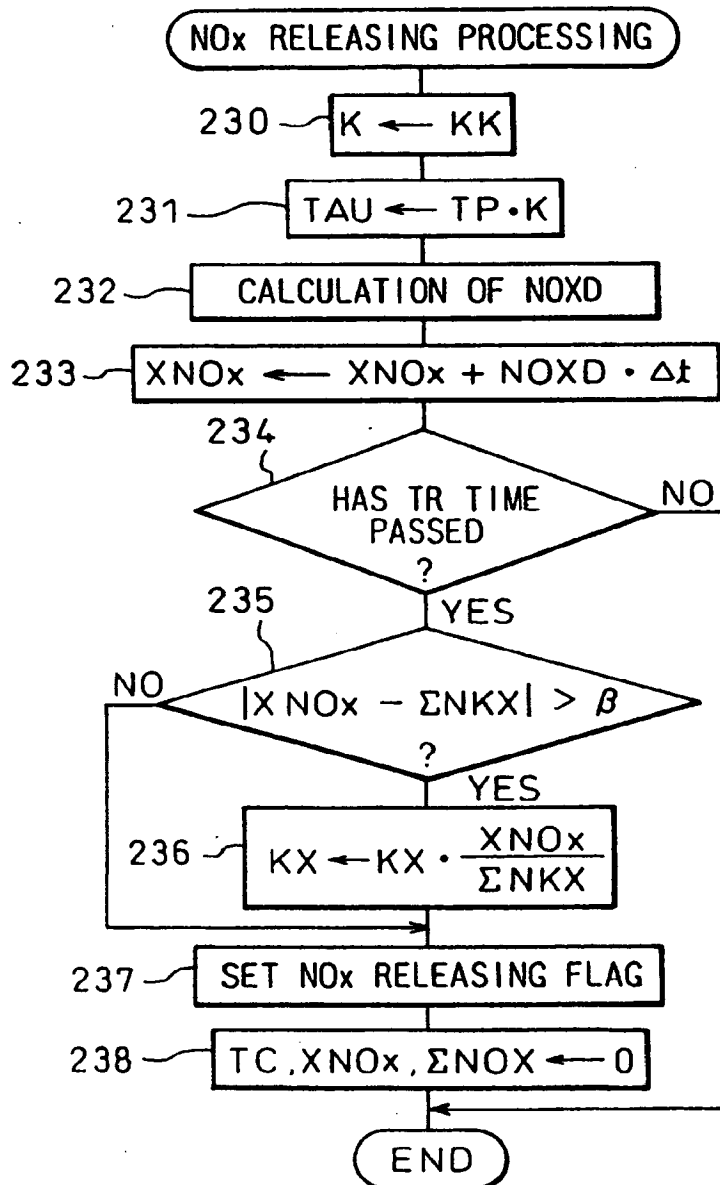 NOx RELEASING PROCESSING
230
K ← KK
231
TAU ← TP・K
232
CALCULATION OF NOXD
233
XNOx ← XNOx + NOXD・Δt
234
HAS TR TIME
PASSED
?
NO
YES
235
NO
|XNOx − ΣNKX| > β
?
YES
236
KX ← KX・XNOx/ΣNKX
237
SET NOx RELEASING FLAG
238
TC, XNOx, ΣNOX ← 0
END